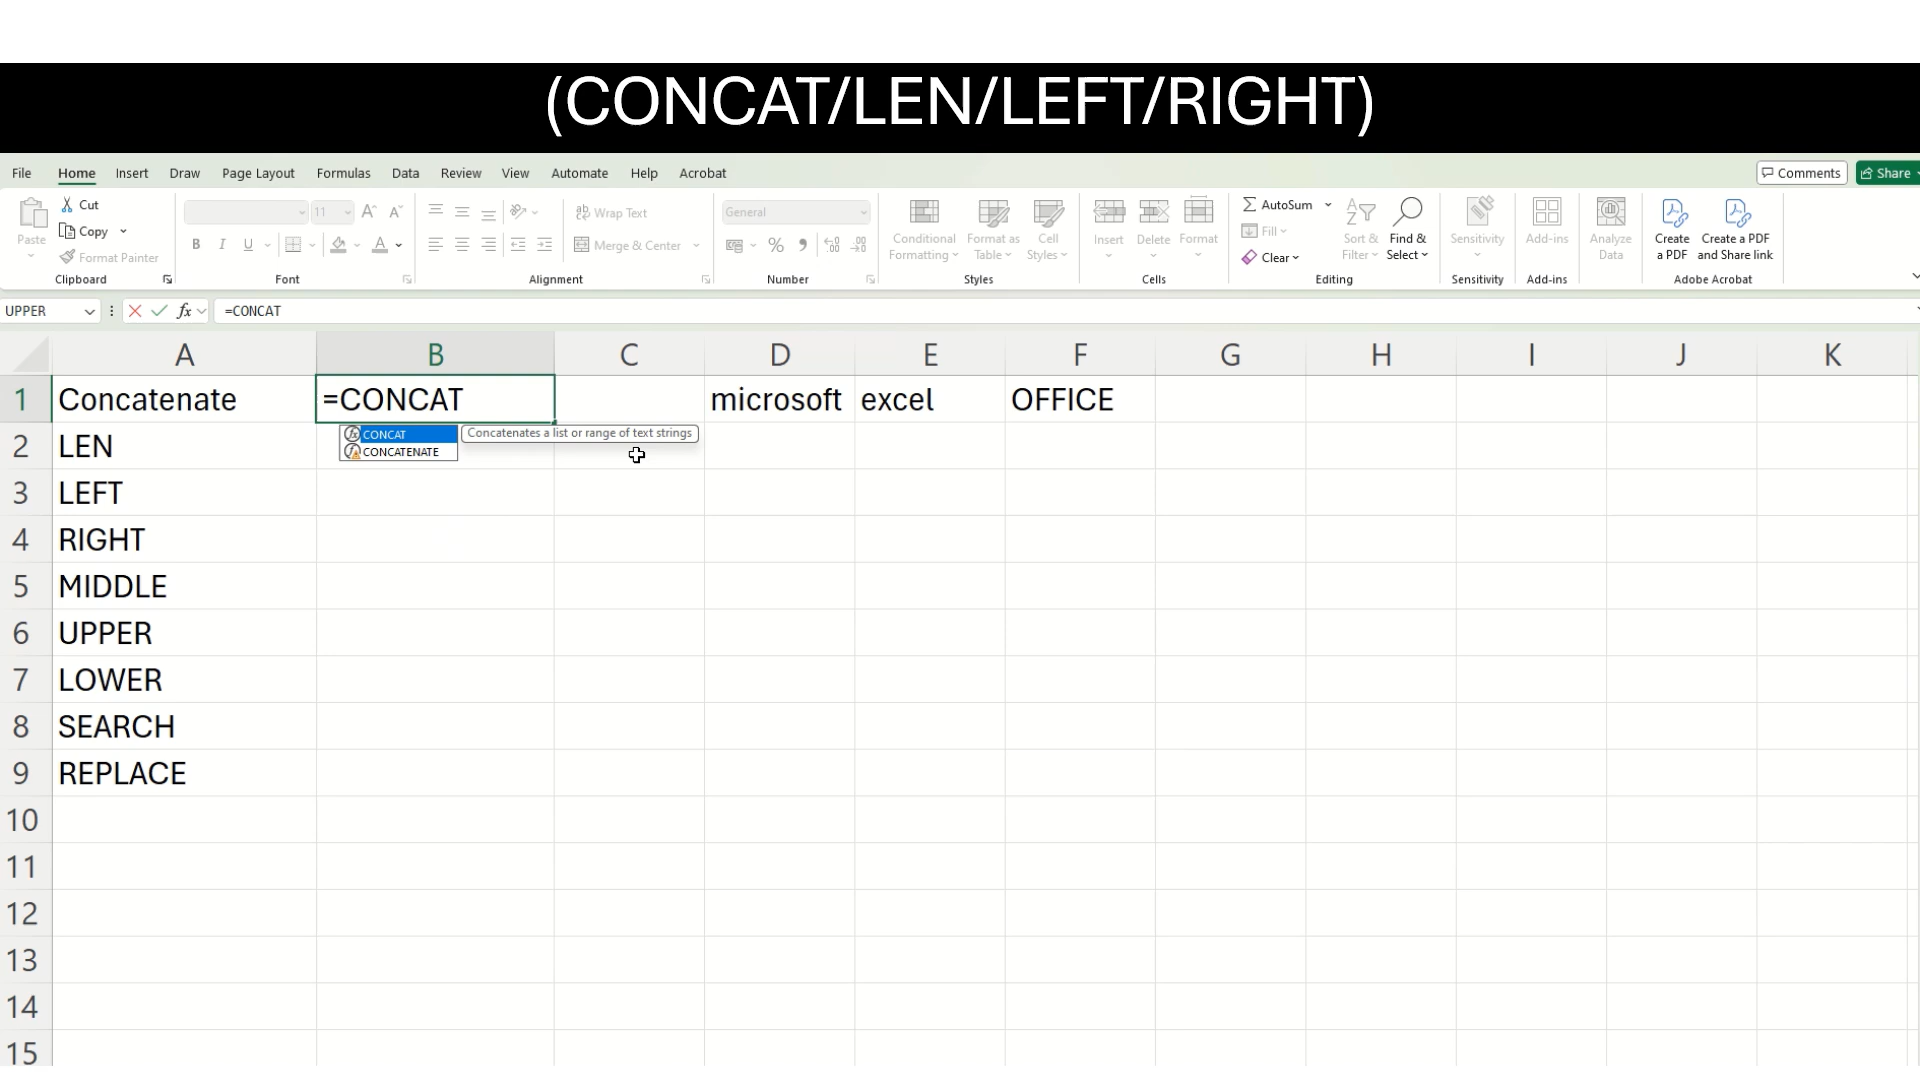 (CONCAT/LEN/LEFT/RIGHT)
File Home Insert Draw Page Layout Formulas Data Review View Automate Help Acrobat Comments Share
Paste
Cut
Copy
Format Painter
Clipboard
11
B I U
Font
Wrap Text
Merge & Center
Alignment
General
Number
Conditional Formatting
Format as Table
Cell Styles
Styles
Insert
Delete
Format
Cells
AutoSum
Fill
Clear
Sort & Filter
Find & Select
Editing
Sensitivity
Sensitivity
Add-ins
Add-ins
Analyze Data
Create a PDF
Create a PDF and Share link
Adobe Acrobat
UPPER fx =CONCAT
A B C D E F G H I J K
1 Concatenate =CONCAT microsoft excel OFFICE
CONCAT Concatenates a list or range of text strings
CONCATENATE
2 LEN
3 LEFT
4 RIGHT
5 MIDDLE
6 UPPER
7 LOWER
8 SEARCH
9 REPLACE
10
11
12
13
14
15